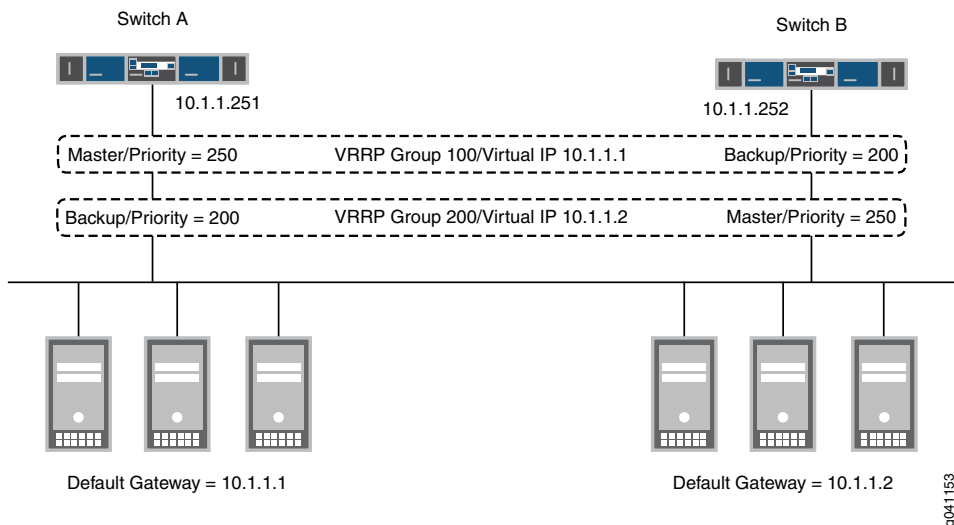 Switch A
Switch B
10.1.1.251
10.1.1.252
Master/Priority = 250
VRRP Group 100/Virtual IP 10.1.1.1
Backup/Priority = 200
Backup/Priority = 200
VRRP Group 200/Virtual IP 10.1.1.2
Master/Priority = 250
Default Gateway = 10.1.1.1
Default Gateway = 10.1.1.2
g041153